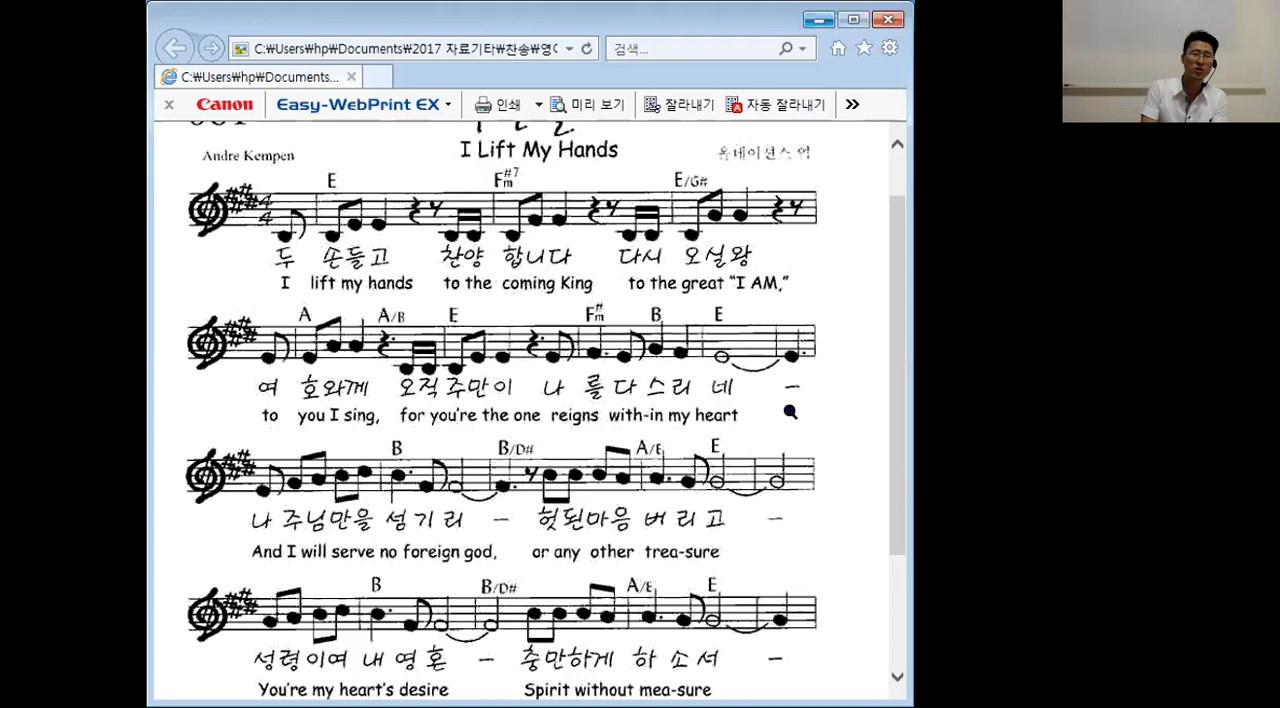 C:₩Users₩hp₩Documents₩2017 자료기타₩찬송₩영
검색...
C:₩Users₩hp₩Documents...
x Canon Easy-WebPrint EX 인쇄 미리 보기 잘라내기 자동 잘라내기
I Lift My Hands
Andre Kempen 올네이션스 역
E F#m7 E/G#
두 손들고 찬양 합니다 다시 오실왕
I lift my hands to the coming King to the great “I AM,”
A A/B E F#m B E
여 호와께 오직 주만이 나 를 다 스 리 네 –
to you I sing, for you're the one reigns with-in my heart
B B/D# A/E E
나 주님만을 섬 기 리 – 헛된마음 버 리 고 –
And I will serve no foreign god, or any other trea-sure
B B/D# A/E E
성령이여 내 영 혼 – 충만하게 하 소 서 –
You're my heart's desire Spirit without mea-sure